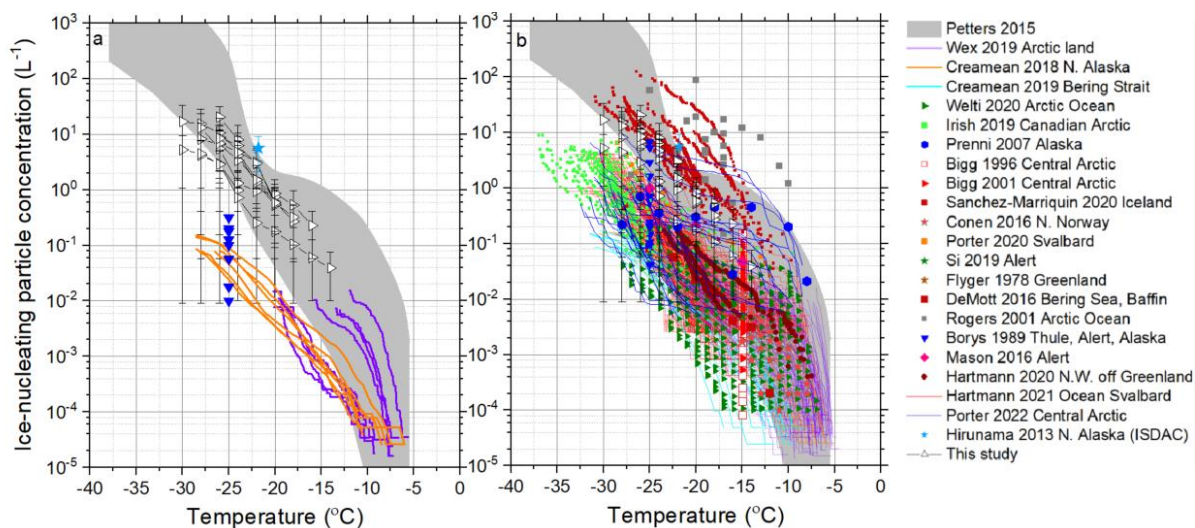 Ice-nucleating particle concentration (L⁻¹)
10³
10²
10¹
10⁰
10⁻¹
10⁻²
10⁻³
10⁻⁴
10⁻⁵
a
-40 -35 -30 -25 -20 -15 -10 -5 0
Temperature (°C)
10³
10²
10¹
10⁰
10⁻¹
10⁻²
10⁻³
10⁻⁴
10⁻⁵
b
-40 -35 -30 -25 -20 -15 -10 -5 0
Temperature (°C)
Petters 2015
Wex 2019 Arctic land
Creamean 2018 N. Alaska
Creamean 2019 Bering Strait
Welti 2020 Arctic Ocean
Irish 2019 Canadian Arctic
Prenni 2007 Alaska
Bigg 1996 Central Arctic
Bigg 2001 Central Arctic
Sanchez-Marriquin 2020 Iceland
Conen 2016 N. Norway
Porter 2020 Svalbard
Si 2019 Alert
Flyger 1978 Greenland
DeMott 2016 Bering Sea, Baffin
Rogers 2001 Arctic Ocean
Borys 1989 Thule, Alert, Alaska
Mason 2016 Alert
Hartmann 2020 N.W. off Greenland
Hartmann 2021 Ocean Svalbard
Porter 2022 Central Arctic
Hirunama 2013 N. Alaska (ISDAC)
This study